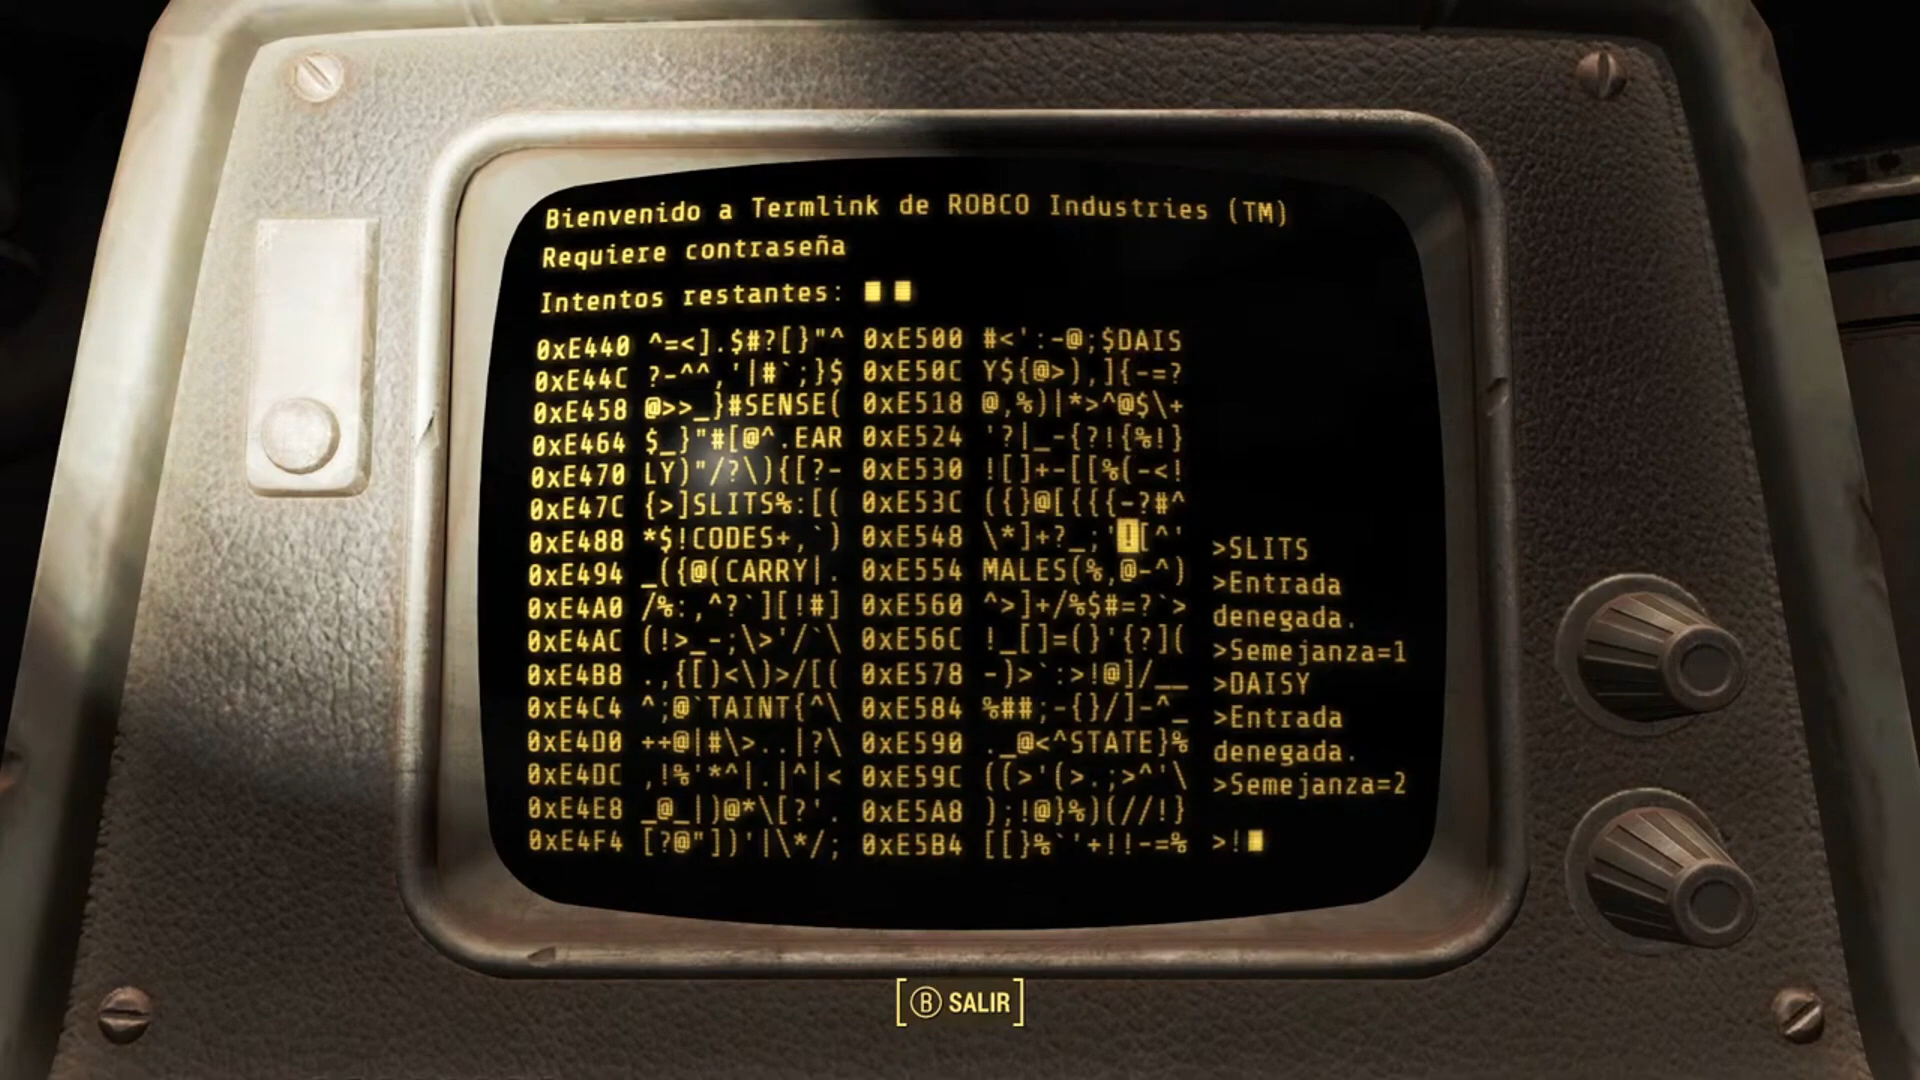 Bienvenido a Termlink de ROBCO Industries (TM)
Requiere contraseña
Intentos restantes:
0xE440 ^=<].$#?[}"^ 0xE500 #<':-@;$DAIS
0xE44C ?-^^,'|#`;}$ 0xE50C Y${@>),]{-=?
0xE458 @>>_}#SENSE( 0xE518 @,%)|*>^@$\+
0xE464 $_}"#[@^.EAR 0xE524 '?|_-{?!{%!}
0xE470 LY)"/?\){[?- 0xE530 ![]+-[[%(-<!
0xE47C {>]SLITS%:[( 0xE53C ({}@[{{{-?#^
0xE488 *$!CODES+,`) 0xE548 \*]+?_;'![^'
0xE494 _({@(CARRY|. 0xE554 MALES(%,@-^)
0xE4A0 /%:,^?`][!#] 0xE560 ^>]+/%$#=?`>
0xE4AC (!>_-;\>'/`\ 0xE56C !_[]=(}'{?](
0xE4B8 .,{[)<\)>/[( 0xE578 -)>`:>!@]/__
0xE4C4 ^;@`TAINT{^\ 0xE584 %##;-{}/]-^_
0xE4D0 ++@|#\>..|?\ 0xE590 ._@<^STATE}%
0xE4DC ,!%'*^|.|^|< 0xE59C ((>'(>.;>^'\
0xE4E8 _@_|)@*\[?'. 0xE5A8 );!@}%)(//!}
0xE4F4 [?@"])'|\*/; 0xE5B4 [[}%`'+!!-=%
>SLITS
>Entrada
denegada.
>Semejanza=1
>DAISY
>Entrada
denegada.
>Semejanza=2
>!
[B SALIR]